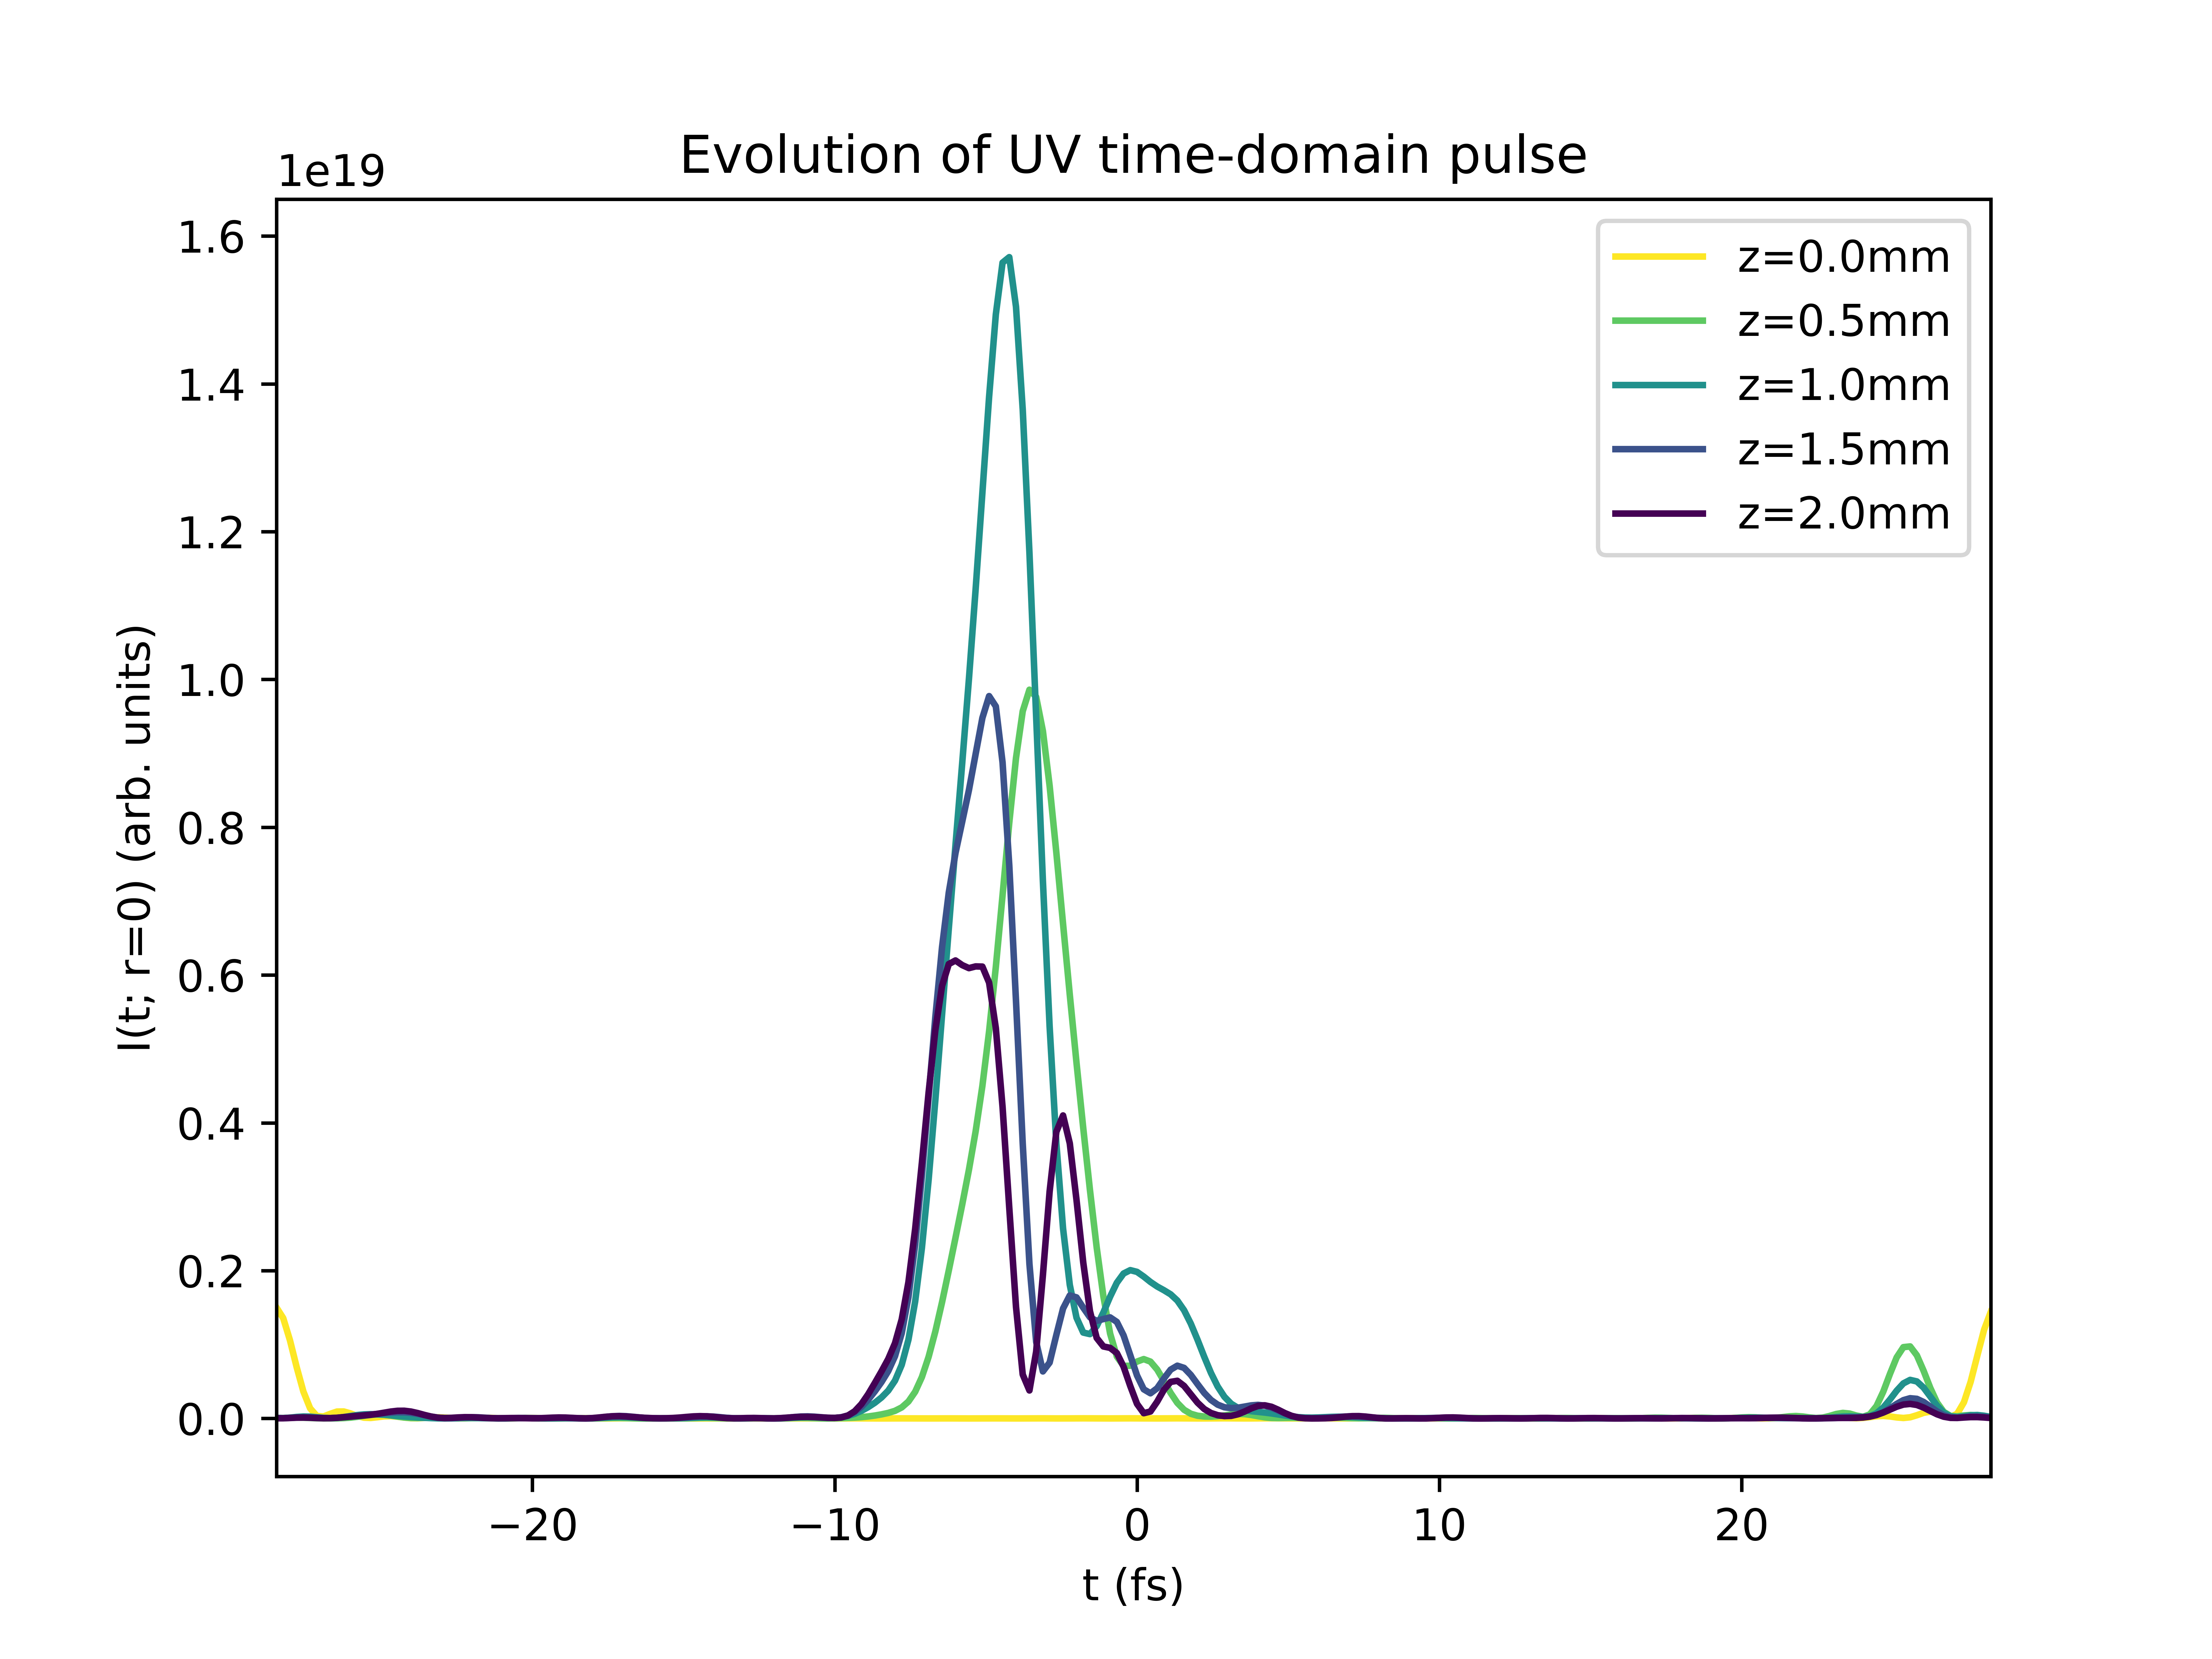 Evolution of UV time-domain pulse
1e19
1.6
1.4
1.2
1.0
0.8
0.6
0.4
0.2
0.0
I(t; r=0) (arb. units)
z=0.0mm
z=0.5mm
z=1.0mm
z=1.5mm
z=2.0mm
−20
−10
0
10
20
t (fs)